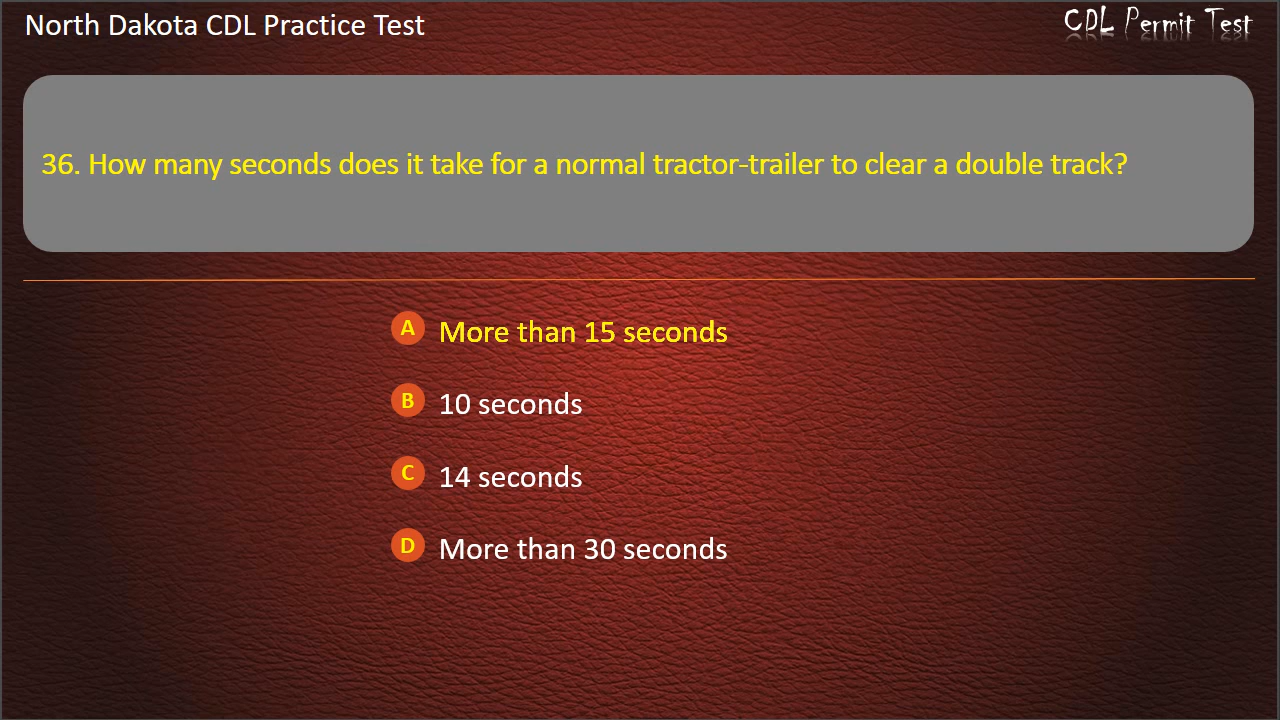 North Dakota CDL Practice Test
CDL Permit Test
36. How many seconds does it take for a normal tractor-trailer to clear a double track?
A More than 15 seconds
B 10 seconds
C 14 seconds
D More than 30 seconds